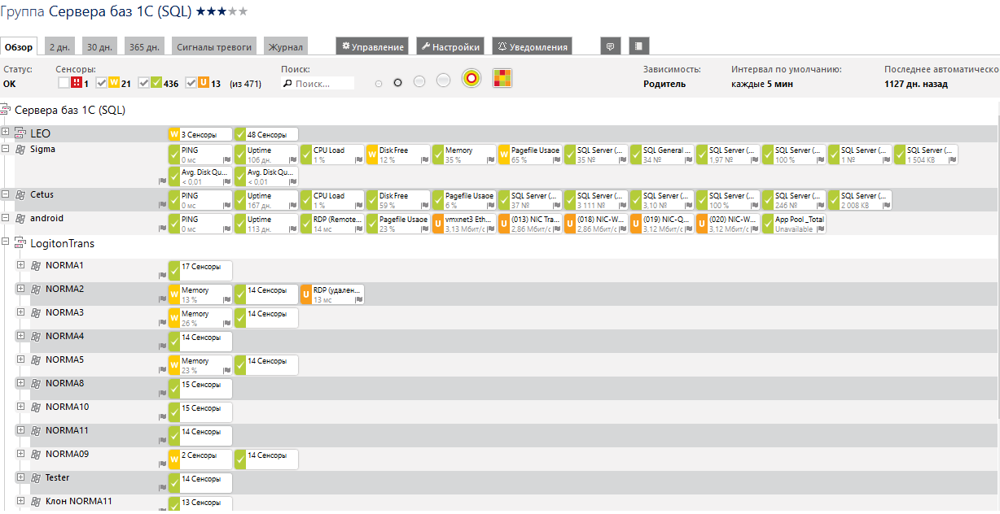 Группа Сервера баз 1С (SQL)
Обзор 2 дн. 30 дн. 365 дн. Сигналы тревоги Журнал Управление Настройки Уведомления
Статус: Сенсоры: Поиск: Зависимость: Интервал по умолчанию: Последнее автоматическо
OK !! 1 W 21 436 U 13 (из 471) Поиск... Родитель каждые 5 мин 1127 дн. назад
Сервера баз 1С (SQL)
LEO W 3 Сенсоры 48 Сенсоры
Sigma PING Uptime CPU Load W Disk Free Memory W Pagefile Usage SQL Server (... SQL General ... SQL Server (... SQL Server (... SQL Server (... SQL Server (...
0 мс 106 дн. 1 % 12 % 35 % 65 % 35 № 34 № 1,97 № 100 % 1 № 1 504 KB
Avg. Disk Qu... Avg. Disk Qu...
< 0,01 < 0,01
Cetus PING Uptime CPU Load Disk Free Pagefile Usage SQL Server (... SQL Server (... SQL Server (... SQL Server (... SQL Server (... SQL Server (...
0 мс 167 дн. 1 % 59 % 6 % 37 № 3 111 № 3,10 № 100 % 246 № 2 008 KB
android PING Uptime RDP (Remote... Pagefile Usage U vmxnet3 Eth... U (013) NIC Tra... U (018) NIC-W... U (019) NIC-Q... U (020) NIC-W... App Pool _Total
0 мс 113 дн. 14 мс 23 % 3,13 Мбит/с 2,86 Мбит/с 2,86 Мбит/с 3,12 Мбит/с 3,12 Мбит/с Unavailable
LogitonTrans
NORMA1 17 Сенсоры
NORMA2 W Memory 14 Сенсоры U RDP (удален...
13 % 13 мс
NORMA3 W Memory 14 Сенсоры
26 %
NORMA4 14 Сенсоры
NORMA5 W Memory 14 Сенсоры
23 %
NORMA8 15 Сенсоры
NORMA10 15 Сенсоры
NORMA11 14 Сенсоры
NORMA09 W 2 Сенсоры 14 Сенсоры
Tester 14 Сенсоры
Клон NORMA11 13 Сенсоры